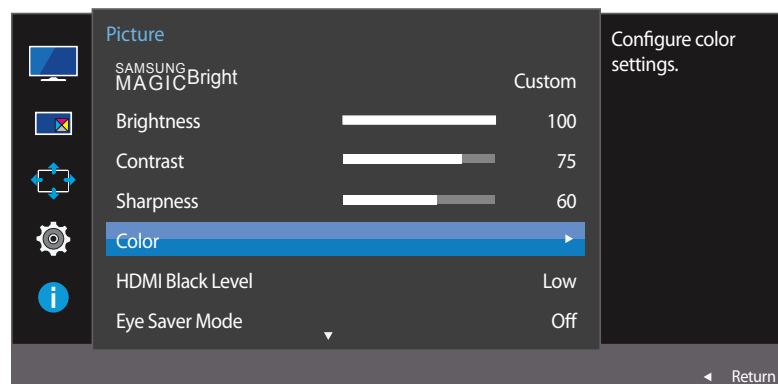 Picture
SAMSUNG
MAGICBright Custom
Brightness 100
Contrast 75
Sharpness 60
Color
HDMI Black Level Low
Eye Saver Mode Off
Configure color
settings.
Return